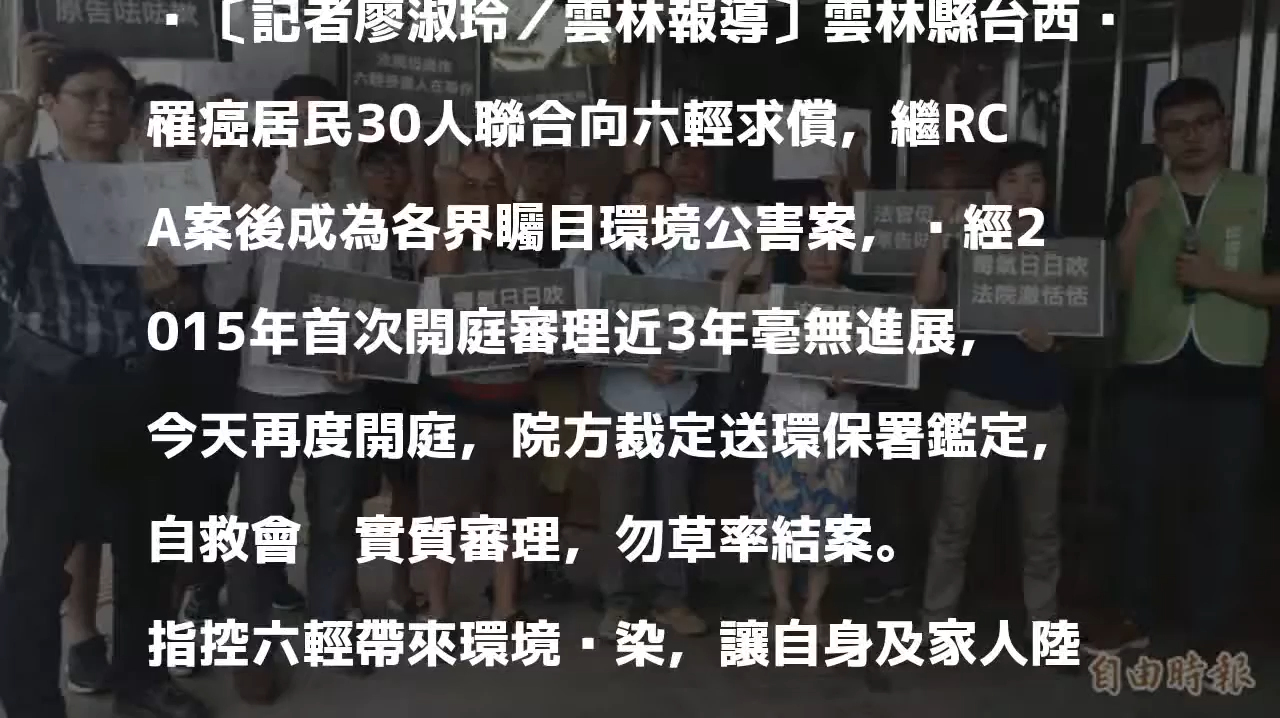 ·〔記者廖淑玲／雲林報導〕雲林縣台西·
罹癌居民30人聯合向六輕求償，繼RC
A案後成為各界矚目環境公害案，·經2
015年首次開庭審理近3年毫無進展，
今天再度開庭，院方裁定送環保署鑑定，
自救會　實質審理，勿草率結案。
指控六輕帶來環境·染，讓自身及家人陸
毒氣日日吹
法院激恬恬
毒氣日日吹
自由時報